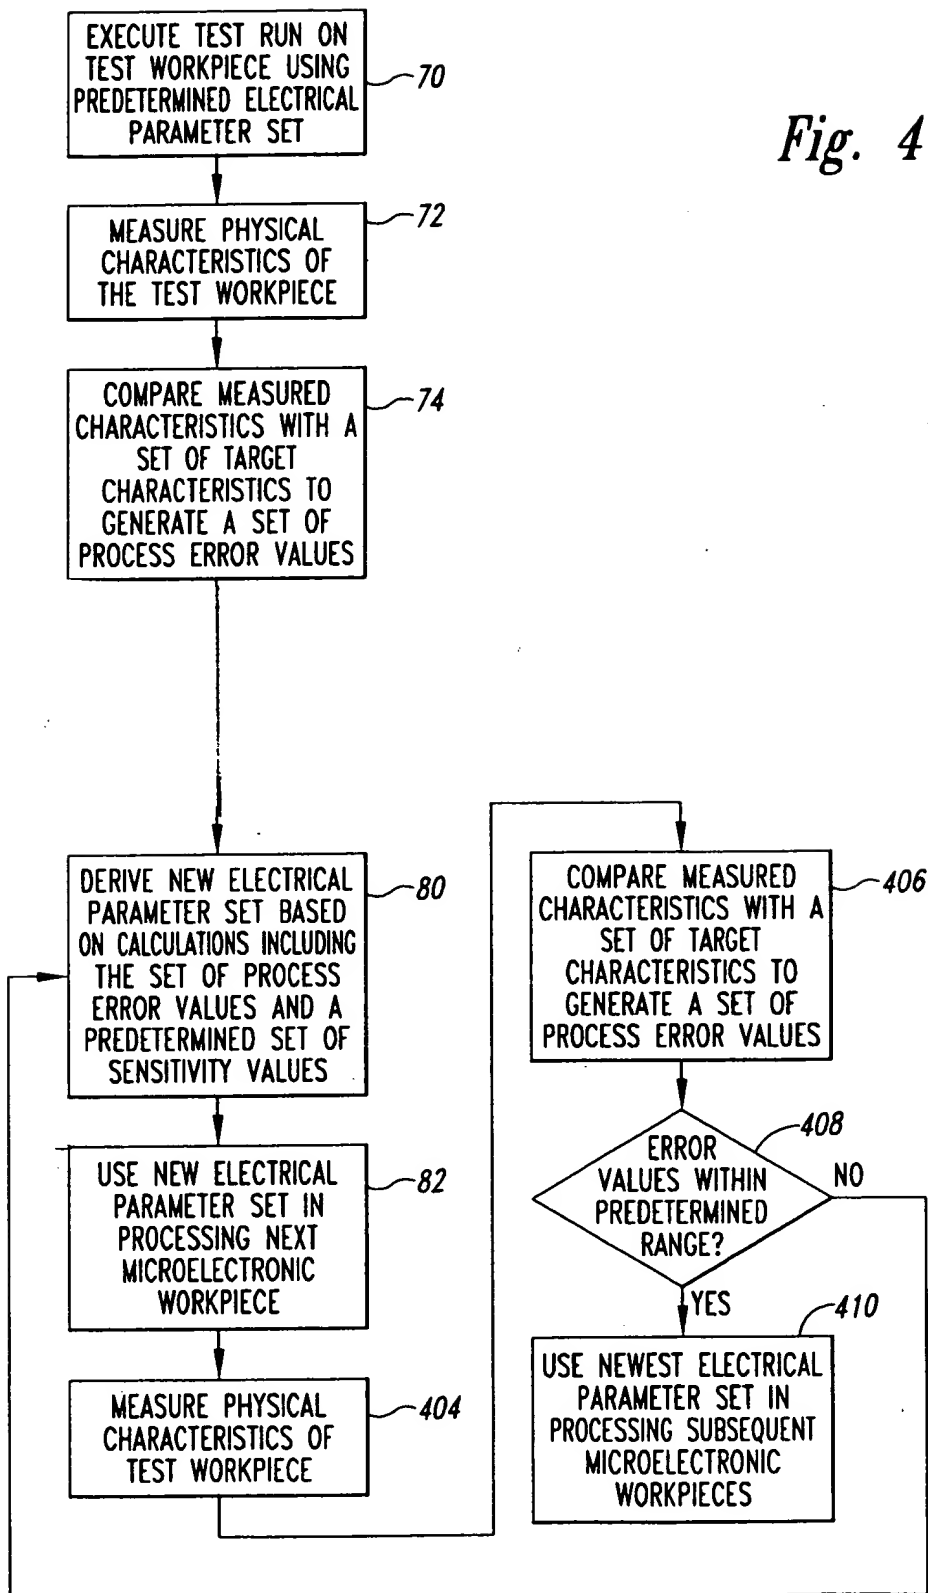 EXECUTE TEST RUN ON
TEST WORKPIECE USING
PREDETERMINED ELECTRICAL
PARAMETER SET
70
Fig. 4
MEASURE PHYSICAL
CHARACTERISTICS OF
THE TEST WORKPIECE
72
COMPARE MEASURED
CHARACTERISTICS WITH A
SET OF TARGET
CHARACTERISTICS TO
GENERATE A SET OF
PROCESS ERROR VALUES
74
DERIVE NEW ELECTRICAL
PARAMETER SET BASED
ON CALCULATIONS INCLUDING
THE SET OF PROCESS
ERROR VALUES AND A
PREDETERMINED SET OF
SENSITIVITY VALUES
80
USE NEW ELECTRICAL
PARAMETER SET IN
PROCESSING NEXT
MICROELECTRONIC
WORKPIECE
82
MEASURE PHYSICAL
CHARACTERISTICS OF
TEST WORKPIECE
404
COMPARE MEASURED
CHARACTERISTICS WITH A
SET OF TARGET
CHARACTERISTICS TO
GENERATE A SET OF
PROCESS ERROR VALUES
406
ERROR
VALUES WITHIN
PREDETERMINED
RANGE?
408
NO
YES
USE NEWEST ELECTRICAL
PARAMETER SET IN
PROCESSING SUBSEQUENT
MICROELECTRONIC
WORKPIECES
410